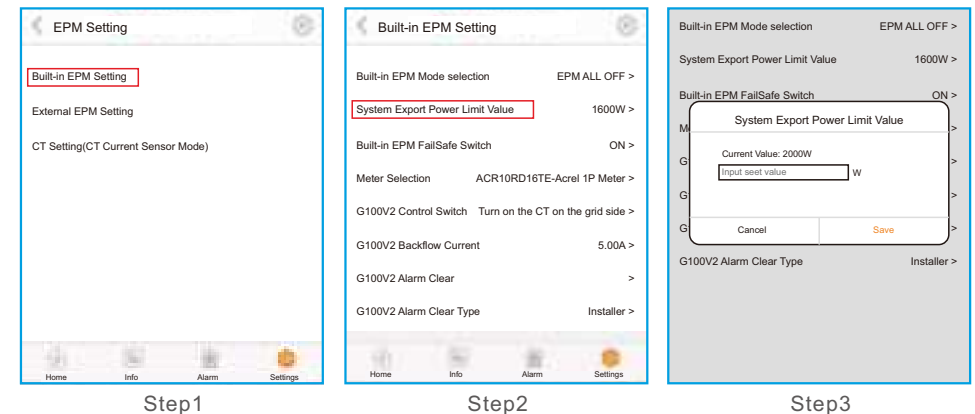 EPM Setting
Built-in EPM Setting
External EPM Setting
CT Setting(CT Current Sensor Mode)
Home Info Alarm Settings
Step1
Built-in EPM Setting
Built-in EPM Mode selection EPM ALL OFF >
System Export Power Limit Value 1600W >
Built-in EPM FailSafe Switch ON >
Meter Selection ACR10RD16TE-Acrel 1P Meter >
G100V2 Control Switch Turn on the CT on the grid side >
G100V2 Backflow Current 5.00A >
G100V2 Alarm Clear >
G100V2 Alarm Clear Type Installer >
Home Info Alarm Settings
Step2
Built-in EPM Mode selection EPM ALL OFF >
System Export Power Limit Value 1600W >
Built-in EPM FailSafe Switch ON >
System Export Power Limit Value
Current Value: 2000W
Input seet value W
Cancel Save
G100V2 Alarm Clear Type Installer >
Step3